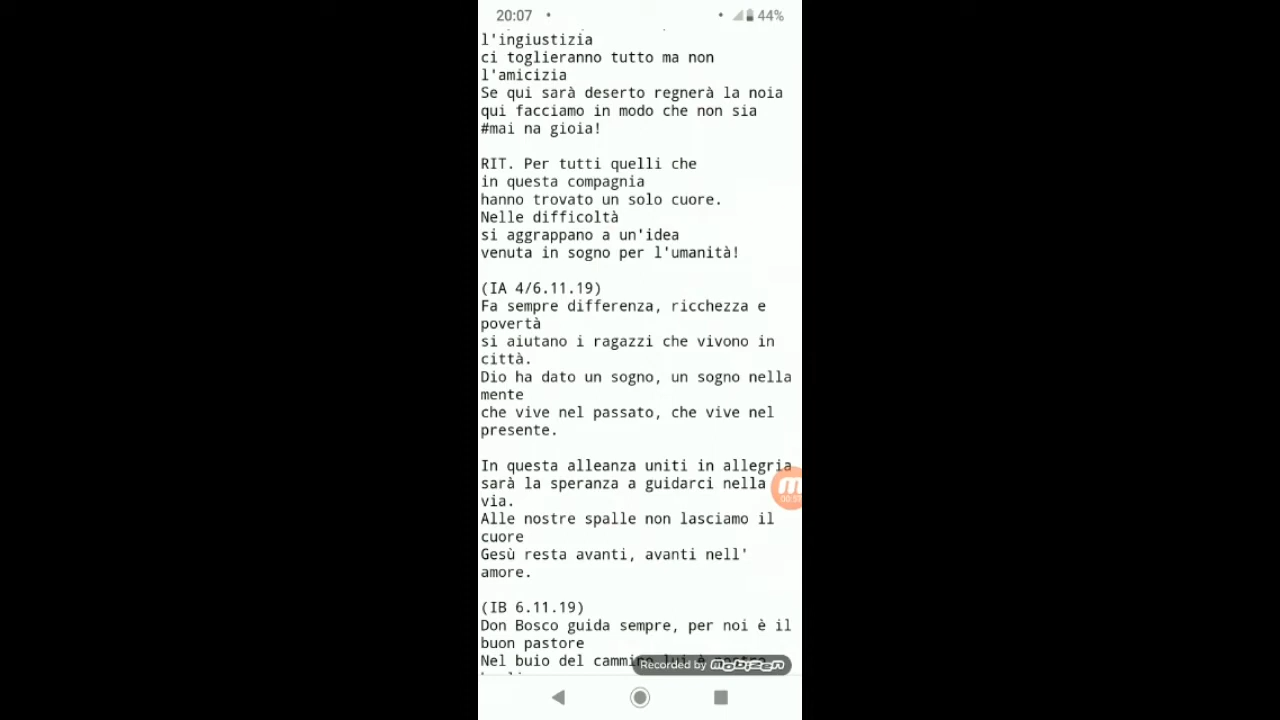 20:07
44%
l'ingiustizia
ci toglieranno tutto ma non
l'amicizia
Se qui sarà deserto regnerà la noia
qui facciamo in modo che non sia
#mai na gioia!
RIT. Per tutti quelli che
in questa compagnia
hanno trovato un solo cuore.
Nelle difficoltà
si aggrappano a un'idea
venuta in sogno per l'umanità!
(IA 4/6.11.19)
Fa sempre differenza, ricchezza e
povertà
si aiutano i ragazzi che vivono in
città.
Dio ha dato un sogno, un sogno nella
mente
che vive nel passato, che vive nel
presente.
In questa alleanza uniti in allegria
sarà la speranza a guidarci nella
via.
Alle nostre spalle non lasciamo il
cuore
Gesù resta avanti, avanti nell'
amore.
(IB 6.11.19)
Don Bosco guida sempre, per noi è il
buon pastore
Nel buio del cammino
Recorded by mobizen